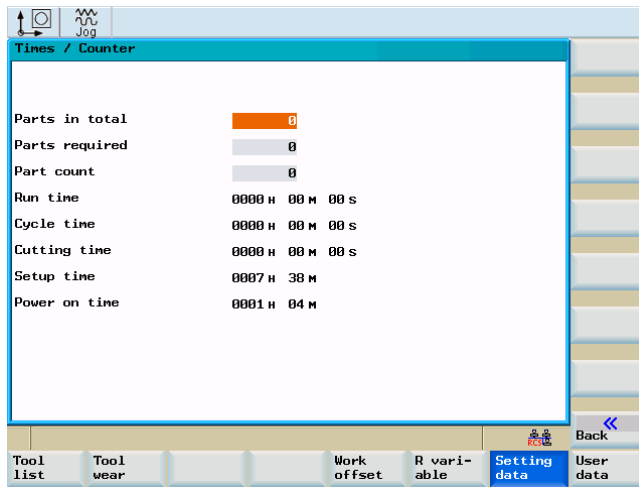 Jog
Times / Counter
Parts in total 0
Parts required 0
Part count 0
Run time 0000 H 00 M 00 S
Cycle time 0000 H 00 M 00 S
Cutting time 0000 H 00 M 00 S
Setup time 0007 H 38 M
Power on time 0001 H 04 M
RCS
« Back
Tool list
Tool wear
Work offset
R vari-
able
Setting data
User data